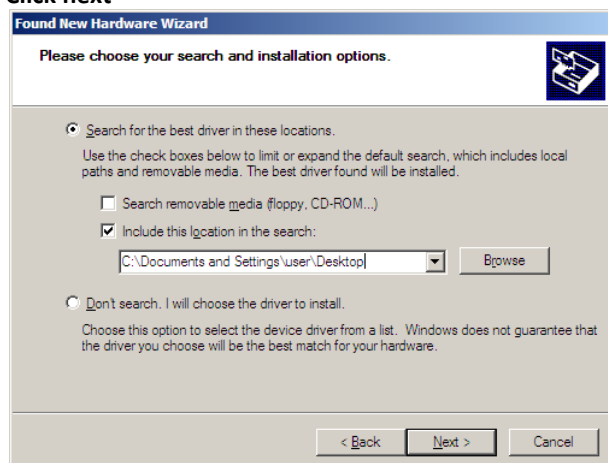 Click next
Found New Hardware Wizard
Please choose your search and installation options.
Search for the best driver in these locations.
Use the check boxes below to limit or expand the default search, which includes local
paths and removable media. The best driver found will be installed.
Search removable media (floppy, CD-ROM...)
Include this location in the search:
C:\Documents and Settings\user\Desktop
Browse
Don't search. I will choose the driver to install.
Choose this option to select the device driver from a list. Windows does not guarantee that
the driver you choose will be the best match for your hardware.
< Back Next > Cancel